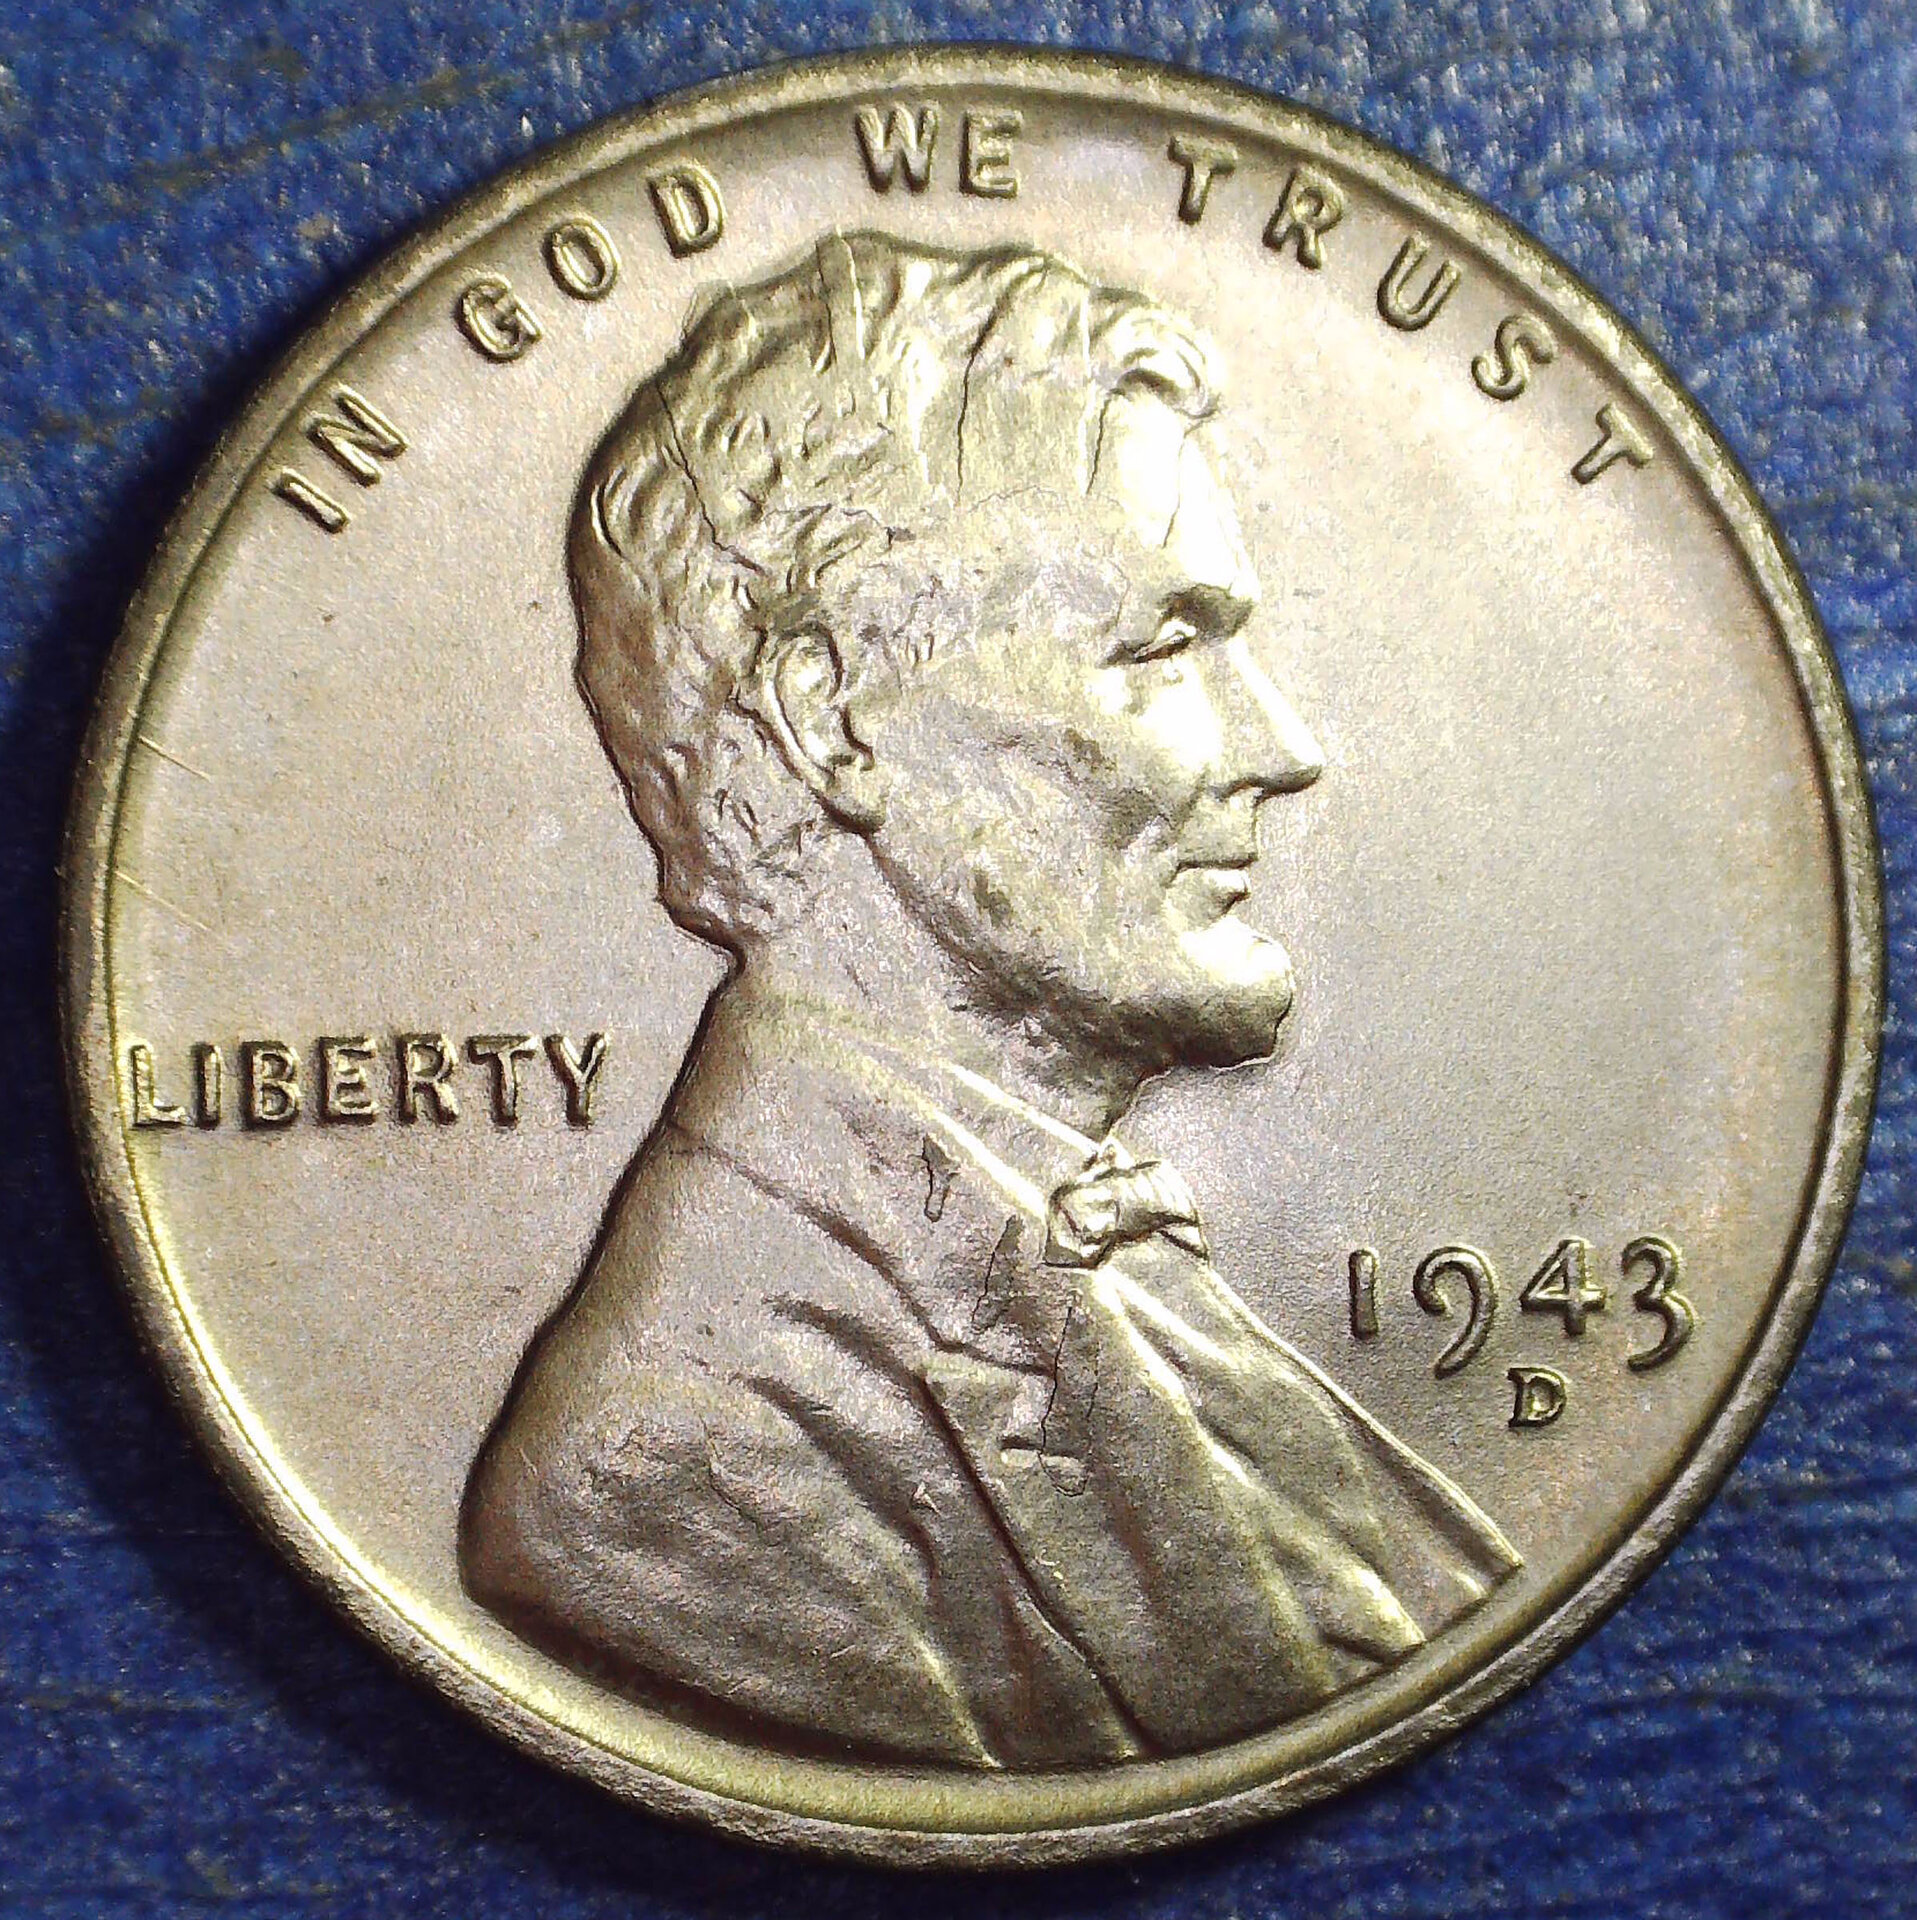 IN GOD WE TRUST
LIBERTY
1943
D